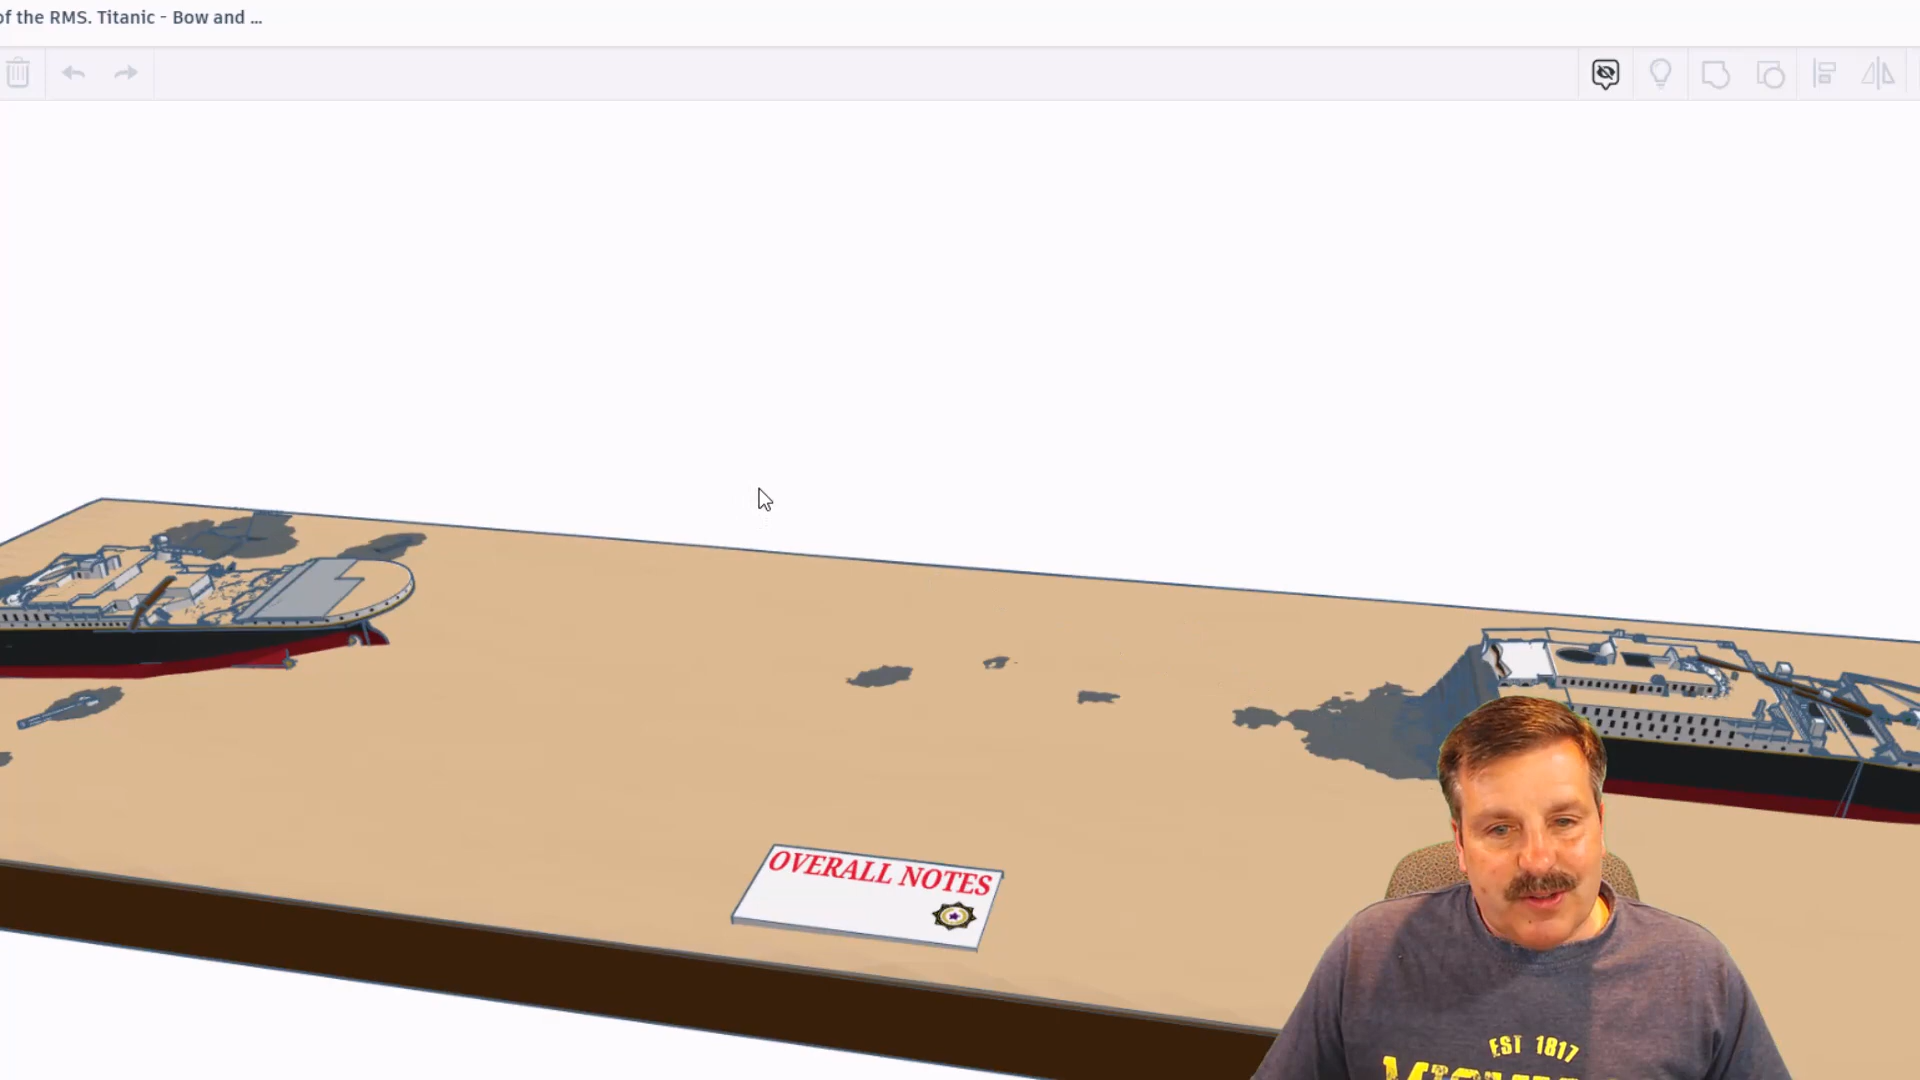 of the RMS. Titanic - Bow and ...
OVERALL NOTES
EST 1817